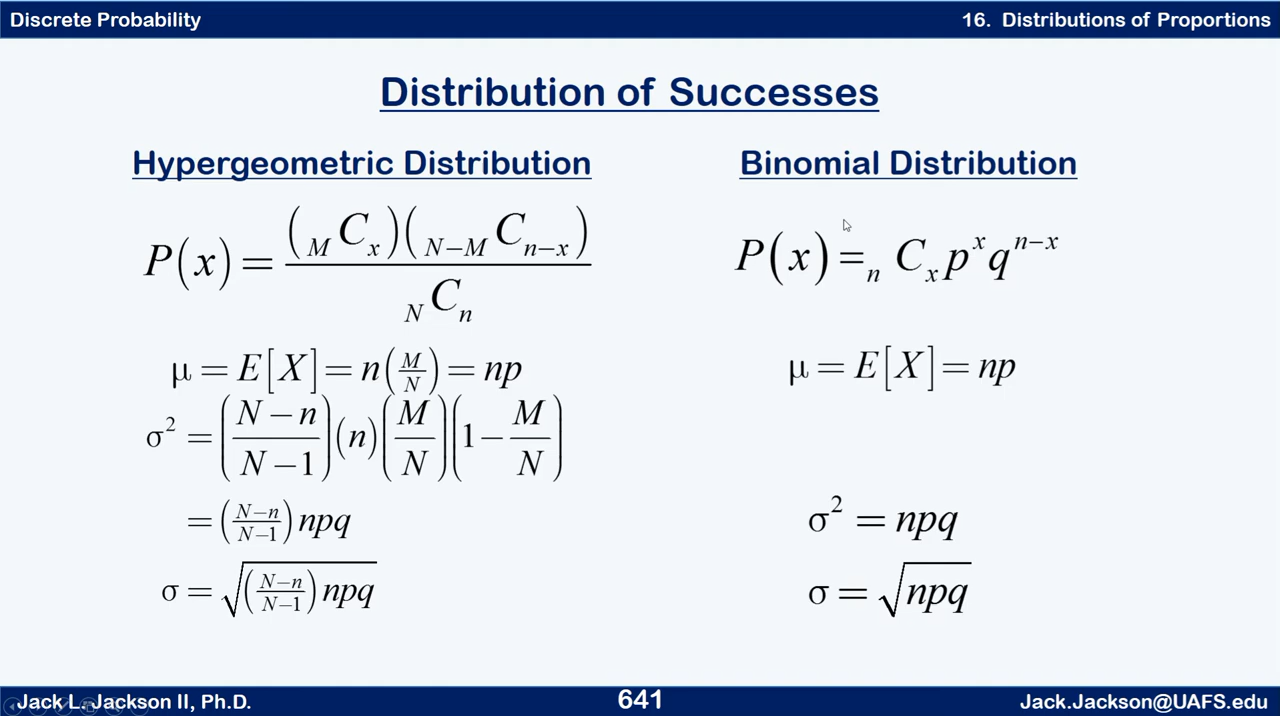 Discrete Probability
16. Distributions of Proportions
Distribution of Successes
Hypergeometric Distribution
P(x) = (_M C_x)(_{N−M} C_{n−x}) / _N C_n
μ = E[X] = n(M/N) = np
σ² = ((N − n)/(N − 1))(n)(M/N)(1 − M/N)
= ((N−n)/(N−1)) npq
σ = √(((N−n)/(N−1)) npq)
Binomial Distribution
P(x) = _n C_x p^x q^{n−x}
μ = E[X] = np
σ² = npq
σ = √(npq)
Jack L. Jackson II, Ph.D.
641
Jack.Jackson@UAFS.edu